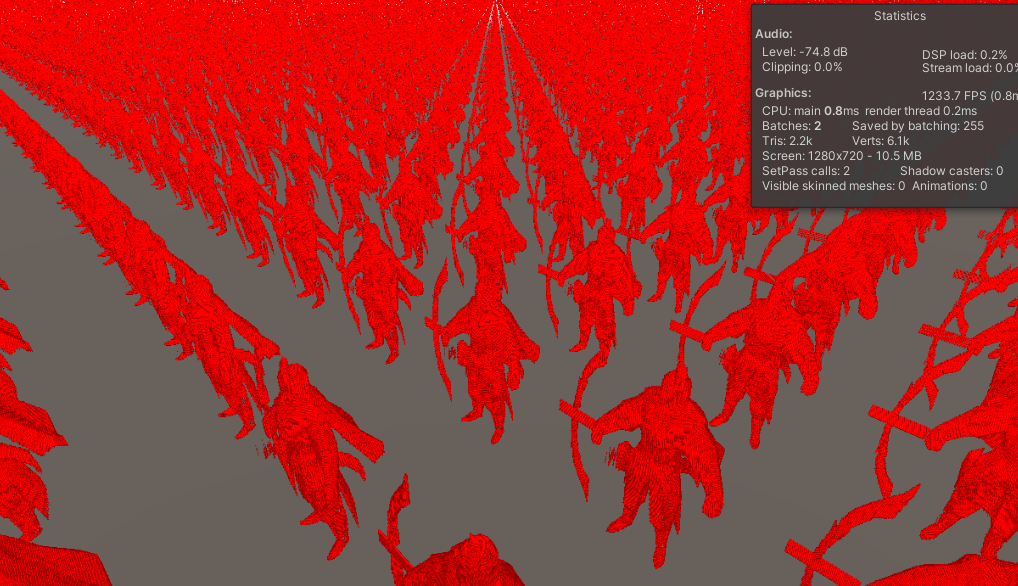 Statistics
Audio:
Level: -74.8 dB DSP load: 0.2%
Clipping: 0.0% Stream load: 0.0%
Graphics: 1233.7 FPS (0.8m
CPU: main 0.8ms render thread 0.2ms
Batches: 2 Saved by batching: 255
Tris: 2.2k Verts: 6.1k
Screen: 1280x720 - 10.5 MB
SetPass calls: 2 Shadow casters: 0
Visible skinned meshes: 0 Animations: 0